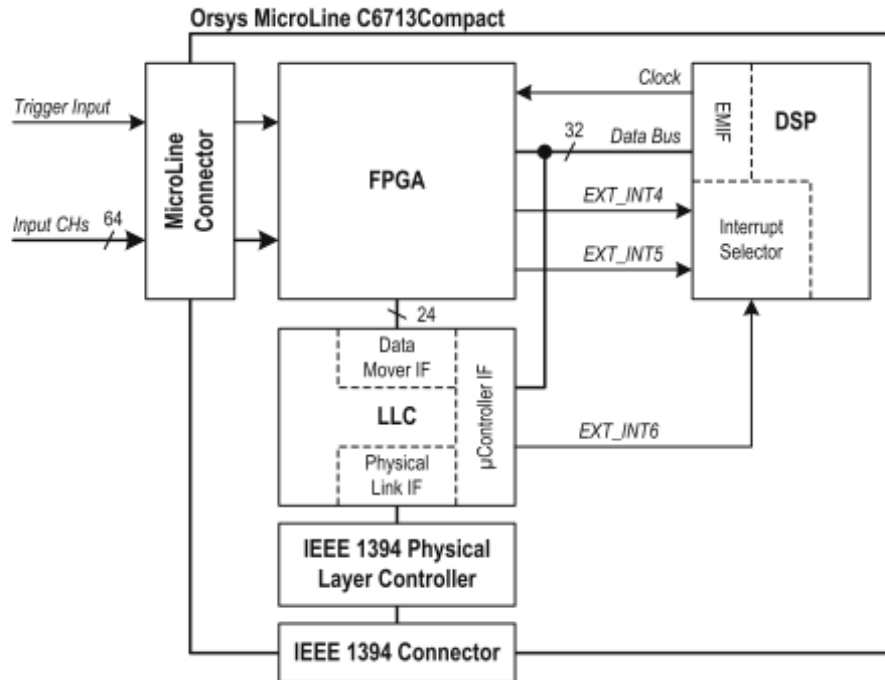 Orsys MicroLine C6713Compact
Trigger Input
Input CHs
64
MicroLine
Connector
FPGA
Clock
32
Data Bus
EXT_INT4
EXT_INT5
EMIF
DSP
Interrupt
Selector
24
Data
Mover IF
LLC
µController IF
Physical
Link IF
EXT_INT6
IEEE 1394 Physical
Layer Controller
IEEE 1394 Connector